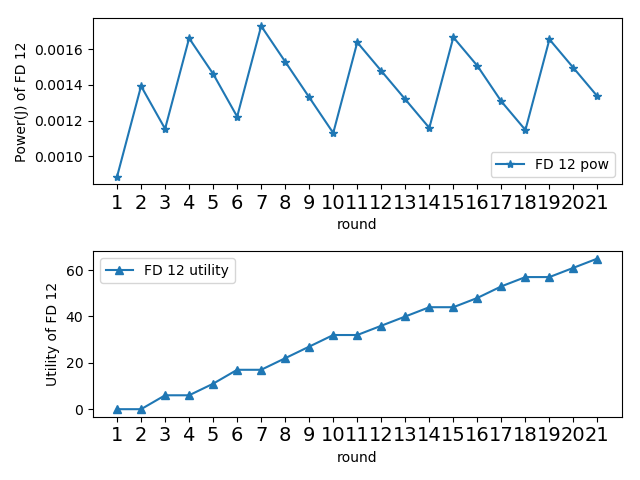 Power(J) of FD 12
0.0016
0.0014
0.0012
0.0010
FD 12 pow
1 2 3 4 5 6 7 8 9 10 11 12 13 14 15 16 17 18 19 20 21
round
Utility of FD 12
60
40
20
0
FD 12 utility
1 2 3 4 5 6 7 8 9 10 11 12 13 14 15 16 17 18 19 20 21
round